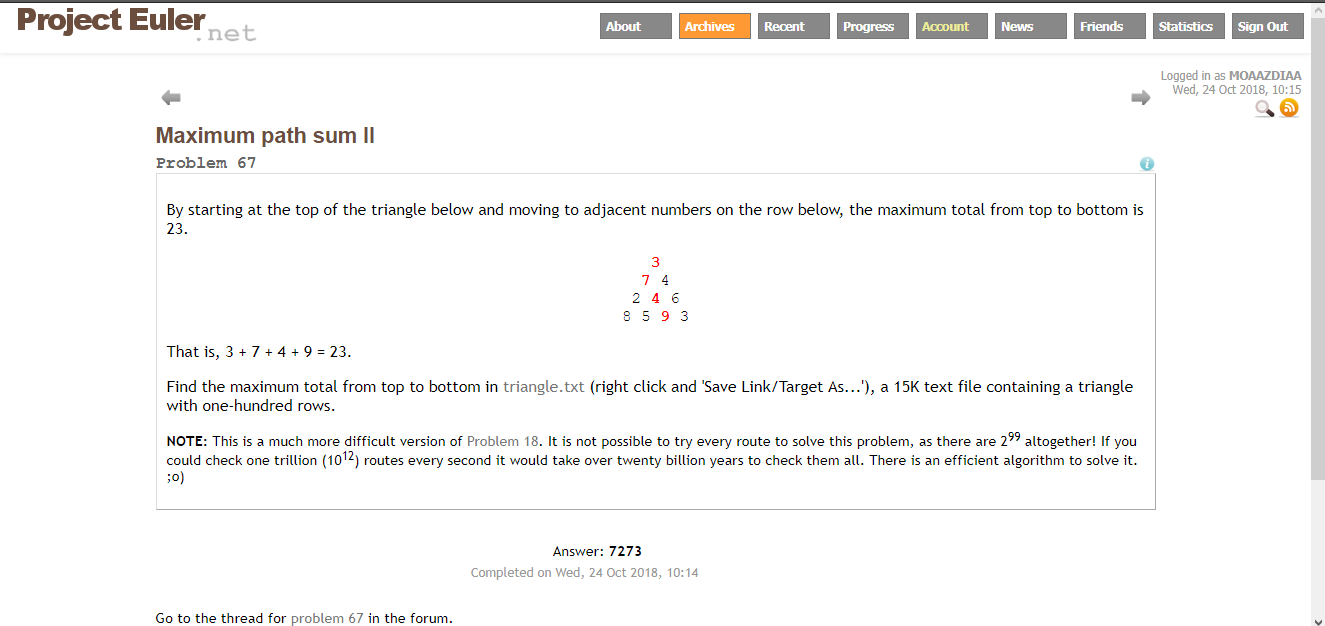 Project Euler
.net
About Archives Recent Progress Account News Friends Statistics Sign Out
Logged in as MOAAZDIAA
Wed, 24 Oct 2018, 10:15
Maximum path sum II
Problem 67
i
By starting at the top of the triangle below and moving to adjacent numbers on the row below, the maximum total from top to bottom is
23.
3
7 4
2 4 6
8 5 9 3
That is, 3 + 7 + 4 + 9 = 23.
Find the maximum total from top to bottom in triangle.txt (right click and 'Save Link/Target As...'), a 15K text file containing a triangle
with one-hundred rows.
NOTE: This is a much more difficult version of Problem 18. It is not possible to try every route to solve this problem, as there are 2⁹⁹ altogether! If you
could check one trillion (10¹²) routes every second it would take over twenty billion years to check them all. There is an efficient algorithm to solve it.
;o)
Answer: 7273
Completed on Wed, 24 Oct 2018, 10:14
Go to the thread for problem 67 in the forum.